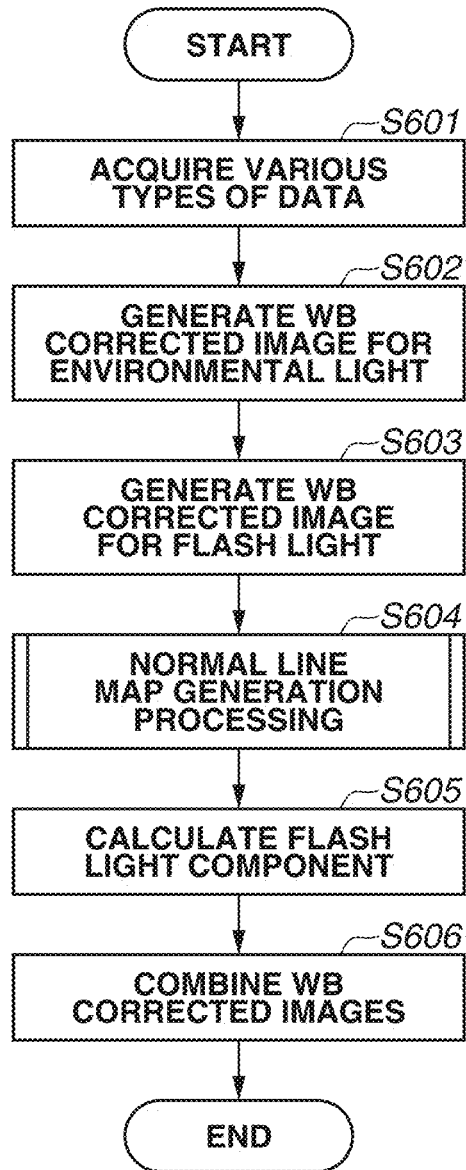 START
S601
ACQUIRE VARIOUS
TYPES OF DATA
S602
GENERATE WB
CORRECTED IMAGE FOR
ENVIRONMENTAL LIGHT
S603
GENERATE WB
CORRECTED IMAGE
FOR FLASH LIGHT
S604
NORMAL LINE
MAP GENERATION
PROCESSING
S605
CALCULATE FLASH
LIGHT COMPONENT
S606
COMBINE WB
CORRECTED IMAGES
END